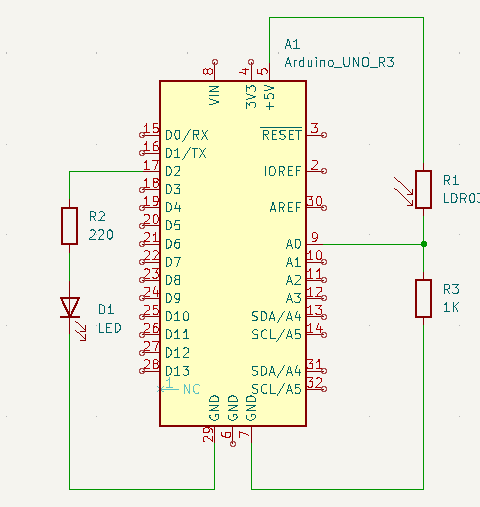 A1
Arduino_UNO_R3
8
4
5
VIN
3V3
+5V
15 D0/RX
RESET 3
16 D1/TX
17 D2
IOREF 2
18 D3
R1
19 D4
AREF 30
LDR03
R2
20 D5
220
21 D6
A0 9
22 D7
A1 10
23 D8
A2 11
24 D9
A3 12
R3
D1
25 D10
SDA/A4 13
1K
LED
26 D11
SCL/A5 14
27 D12
28 D13
SDA/A4 31
1 NC
SCL/A5 32
GND
GND
GND
29
6
7